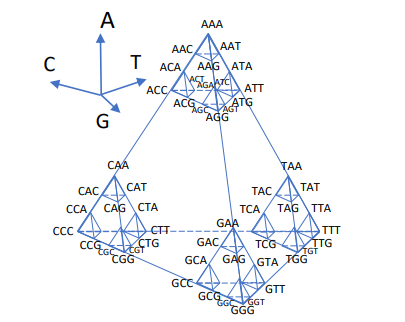 A
C
T
G
AAA
AAC AAT
ACA AAG ATA
ACT ATC
AGA
ACC ATT
ACG ATG
AGC AGT
AGG
CAA
CAC CAT
CCA CAG CTA
CCC CTT
CCG CTG
CGC CGT
CGG
TAA
TAC TAT
TCA TAG TTA
TTT
TCG TTG
TGT
TGG
GAA
GAC
GAG
GCA GTA
GCC GTT
GCG
GGC GGT
GGG